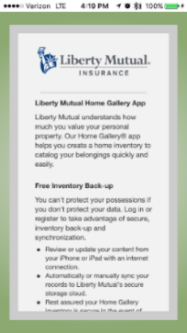 Verizon LTE 4:19 PM 100%
Liberty Mutual.
INSURANCE
Liberty Mutual Home Gallery App
Liberty Mutual understands how
much you value your personal
property. Our Home Gallery® app
helps you create a home inventory to
catalog your belongings quickly and
easily.
Free Inventory Back-up
You can't protect your possessions if
you don't protect your data. Log in or
register to take advantage of secure,
inventory back-up and
synchronization.
• Review or update your content
from your iPhone or iPad with an internet
connection.
• Automatically or manually sync your
records to Liberty Mutual's secure
storage cloud.
• Rest assured your Home Gallery
Inventory is secure in the event of